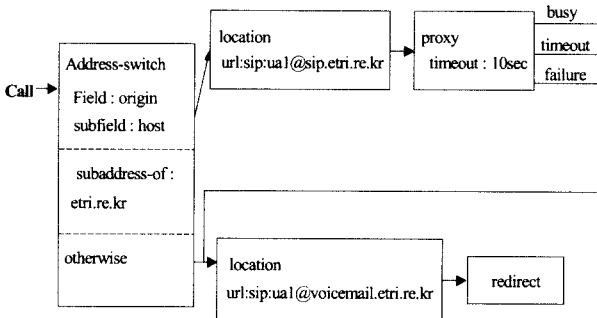 Call
Address-switch
Field : origin
subfield : host
subaddress-of :
etri.re.kr
otherwise
location
url:sip:ua1@sip.etri.re.kr
proxy
timeout : 10sec
busy
timeout
failure
location
url:sip:ua1@voicemail.etri.re.kr
redirect